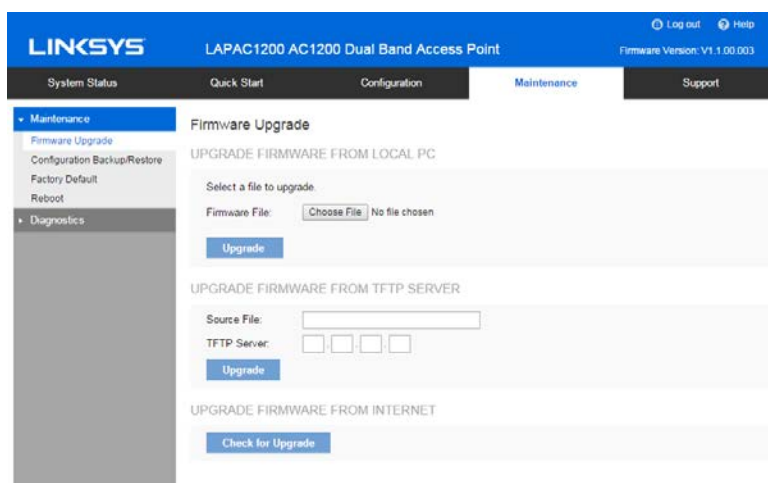 Log out Help
LINKSYS LAPAC1200 AC1200 Dual Band Access Point Firmware Version: V1.1.00.003
System Status Quick Start Configuration Maintenance Support
Maintenance
Firmware Upgrade
Configuration Backup/Restore
Factory Default
Reboot
Diagnostics
Firmware Upgrade
UPGRADE FIRMWARE FROM LOCAL PC
Select a file to upgrade.
Firmware File: Choose File No file chosen
Upgrade
UPGRADE FIRMWARE FROM TFTP SERVER
Source File:
TFTP Server:
Upgrade
UPGRADE FIRMWARE FROM INTERNET
Check for Upgrade